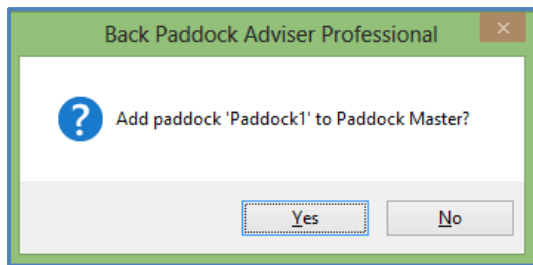 Back Paddock Adviser Professional
Add paddock 'Paddock1' to Paddock Master?
Yes No